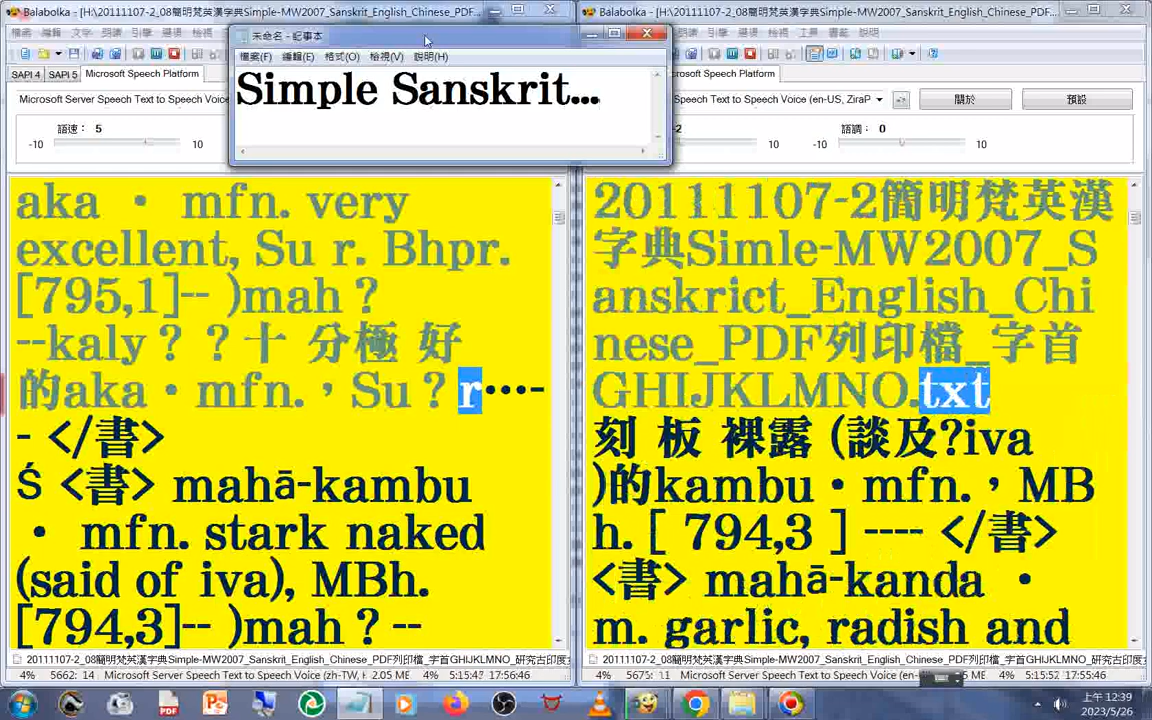 Balabolka - [H:\20111107-2_08簡明梵英漢字典Simple-MW2007_Sanskrit_English_Chinese_PDF...
Balabolka - [H:\20111107-2_08簡明梵英漢字典Simple-MW2007_Sanskrit_English_Chinese_PDF...
未命名 - 記事本
檔案(F) 編輯(E) 格式(O) 檢視(V) 說明(H)
Simple Sanskrit...
SAPI 4 SAPI 5 Microsoft Speech Platform
Microsoft Server Speech Text to Speech Voice
Speech Text to Speech Voice (en-US, ZiraP
關於 預設
語速： 5
-10 10
-2
語調： 0
10 -10 10
aka • mfn. very
excellent, Su r. Bhpr.
[795,1]-- )mah？
--kaly？？十 分極 好
的aka•mfn.，Su？r•••-
- </書>
Ś <書> mahā-kambu
• mfn. stark naked
(said of iva), MBh.
[794,3]-- )mah？--
20111107-2簡明梵英漢
字典Simle-MW2007_S
anskrict_English_Chi
nese_PDF列印檔_字首
GHIJKLMNO.txt
刻 板 裸露 (談及?iva
)的kambu•mfn.，MB
h. [ 794,3 ] ---- </書>
<書> mahā-kanda •
m. garlic, radish and
20111107-2_08簡明梵英漢字典Simple-MW2007_Sanskrit_English_Chinese_PDF列印檔_字首GHIJKLMNO_研究古印度
20111107-2_08簡明梵英漢字典Simple-MW2007_Sanskrit_English_Chinese_PDF列印檔_字首GHIJKLMNO_研究古印度
4% 5662: 14 Microsoft Server Speech Text to Speech Voice (zh-TW, H 2.05 ME 4% 5:15:47 17:56:46
4% 5675: 11 Microsoft Server Speech Text to Speech Voice (en- ME 4% 5:15:52 17:55:46
上午 12:39
2023/5/26